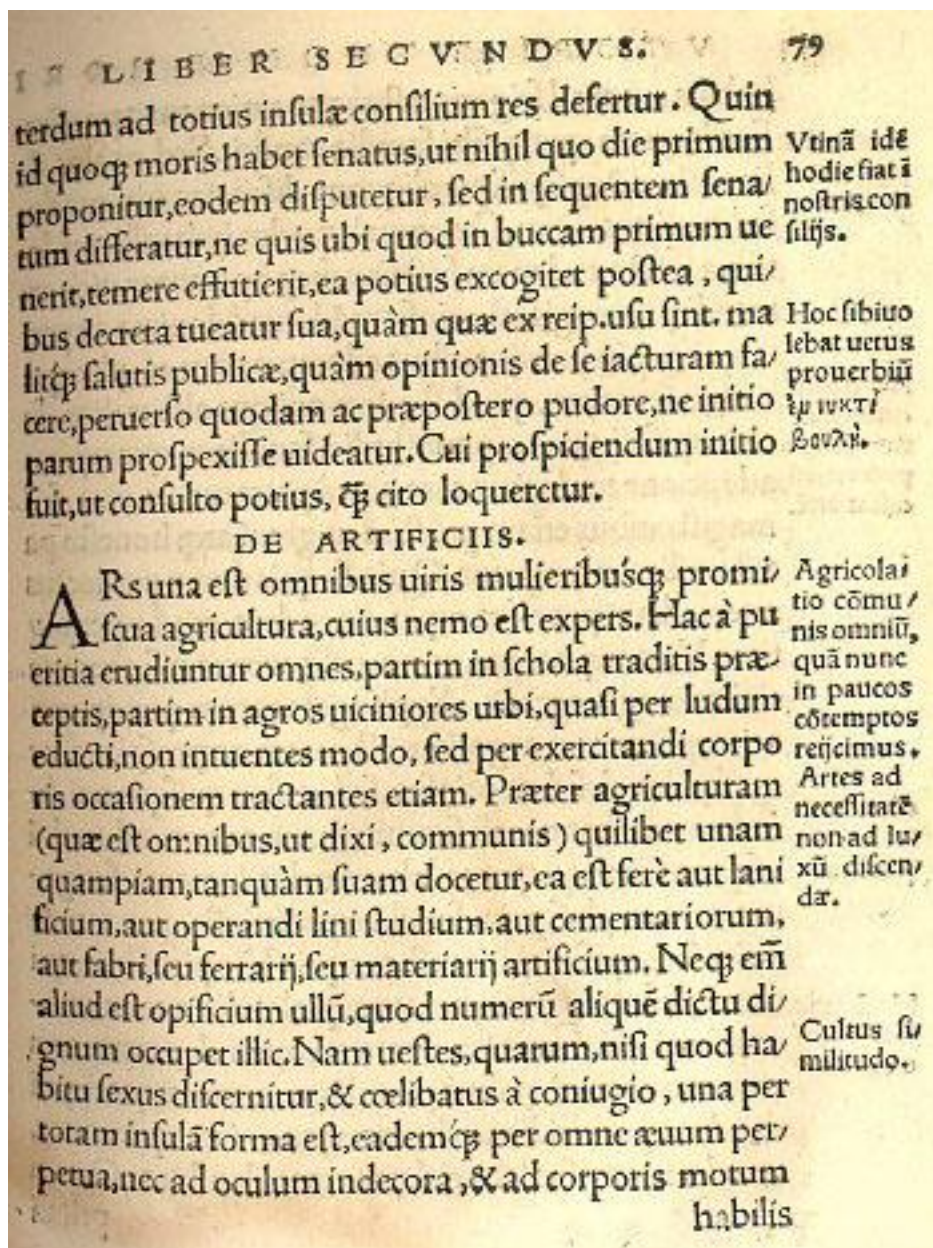 LIBER SECVNDVS. 79
terdum ad totius insulæ consilium res defertur. Quin
id quoq; moris habet senatus, ut nihil quo die primum
proponitur, eodem disputetur, sed in sequentem sena/
tum differatur, ne quis ubi quod in buccam primum ue
nerit, temere effutierit, ea potius excogitet postea, qui/
bus decreta tueatur sua, quàm quæ ex reip. usu sint. ma
litq́; salutis publicæ, quàm opinionis de se iacturam fa/
cere, peruerso quodam ac præpostero pudore, ne initio
parum prospexisse uideatur. Cui prospiciendum initio
fuit, ut consulto potius, q̃; cito loqueretur.
DE ARTIFICIIS.
ARs una est omnibus uiris mulieribúsq; promi/
scua agricultura, cuius nemo est expers. Hac à pu
eritia erudiuntur omnes, partim in schola traditis præ/
ceptis, partim in agros uiciniores urbi, quasi per ludum
educti, non intuentes modo, sed per exercitandi corpo
ris occasionem tractantes etiam. Præter agriculturam
(quæ est omnibus, ut dixi, communis) quilibet unam
quampiam, tanquàm suam docetur, ea est ferè aut lani
ficium, aut operandi lini studium, aut cementariorum,
aut fabri, seu ferrarij, seu materiarij artificium. Neq; em̃
aliud est opificium ullũ, quod numerũ aliquẽ dictu di/
gnum occupet illic. Nam uestes, quarum, nisi quod ha/
bitu sexus discernitur, & cœlibatus à coniugio, una per
totam insulã forma est, eademq́; per omne æuum per/
petua, nec ad oculum indecora, & ad corporis motum
habilis
Vtinã idẽ
hodie fiat ĩ
nostris con
silijs.
Hoc sibi uo
lebat uetus
prouerbiũ
ἐμ νυκτὶ
βουλὴ.
Agricolai
tio cõmu/
nis omniũ,
quã nunc
in paucos
cõtemptos
reijcimus.
Artes ad
necessitatẽ
non ad lu/
xũ discen/
dæ.
Cultus si/
militudo.